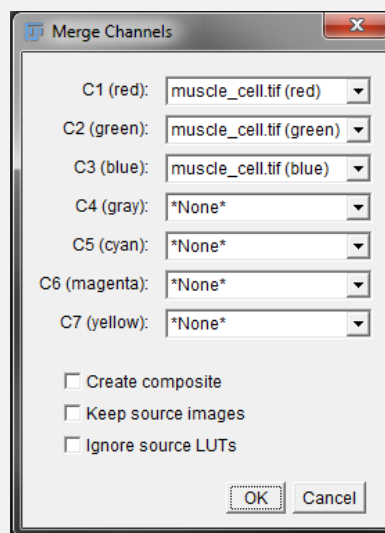 Merge Channels
C1 (red): muscle_cell.tif (red)
C2 (green): muscle_cell.tif (green)
C3 (blue): muscle_cell.tif (blue)
C4 (gray): *None*
C5 (cyan): *None*
C6 (magenta): *None*
C7 (yellow): *None*
Create composite
Keep source images
Ignore source LUTs
OK Cancel